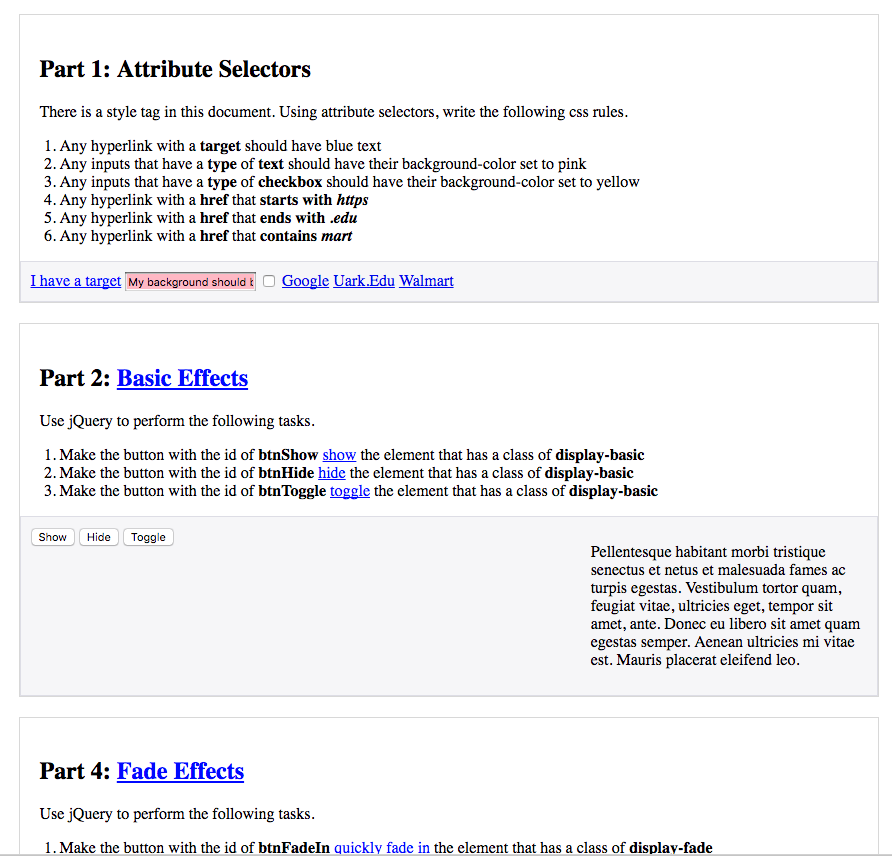 Part 1: Attribute Selectors
There is a style tag in this document. Using attribute selectors, write the following css rules.
1. Any hyperlink with a target should have blue text
2. Any inputs that have a type of text should have their background-color set to pink
3. Any inputs that have a type of checkbox should have their background-color set to yellow
4. Any hyperlink with a href that starts with https
5. Any hyperlink with a href that ends with .edu
6. Any hyperlink with a href that contains mart
I have a target My background should b Google Uark.Edu Walmart
Part 2: Basic Effects
Use jQuery to perform the following tasks.
1. Make the button with the id of btnShow show the element that has a class of display-basic
2. Make the button with the id of btnHide hide the element that has a class of display-basic
3. Make the button with the id of btnToggle toggle the element that has a class of display-basic
Show Hide Toggle
Pellentesque habitant morbi tristique
senectus et netus et malesuada fames ac
turpis egestas. Vestibulum tortor quam,
feugiat vitae, ultricies eget, tempor sit
amet, ante. Donec eu libero sit amet quam
egestas semper. Aenean ultricies mi vitae
est. Mauris placerat eleifend leo.
Part 4: Fade Effects
Use jQuery to perform the following tasks.
1. Make the button with the id of btnFadeIn quickly fade in the element that has a class of display-fade